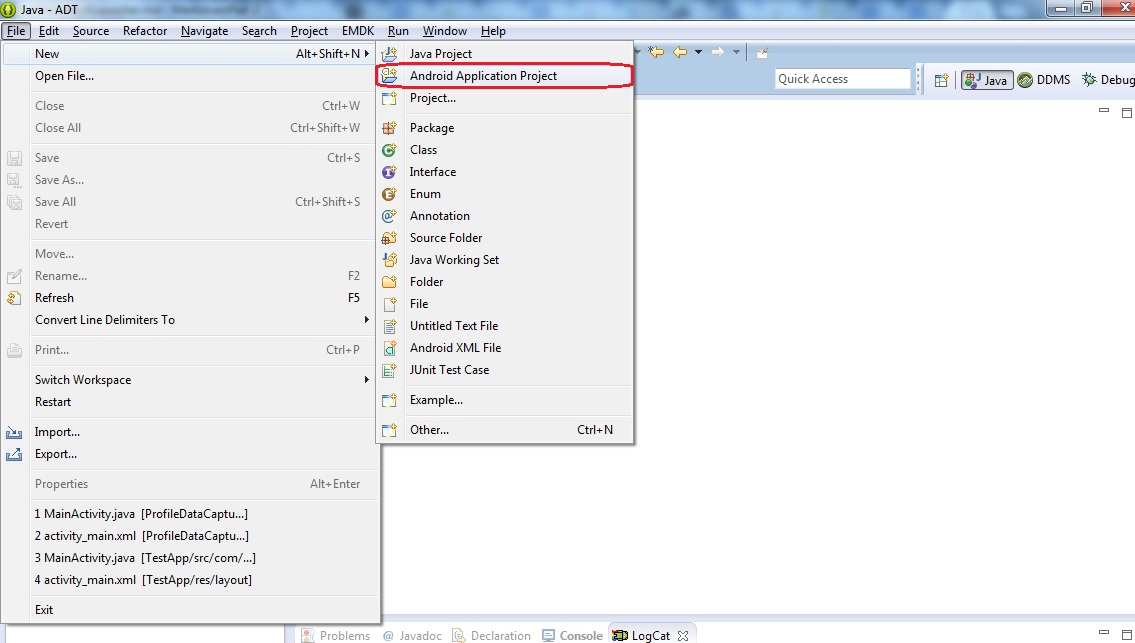 Java - ADT
File Edit Source Refactor Navigate Search Project EMDK Run Window Help
New Alt+Shift+N
Open File...
Close Ctrl+W
Close All Ctrl+Shift+W
Save Ctrl+S
Save As...
Save All Ctrl+Shift+S
Revert
Move...
Rename... F2
Refresh F5
Convert Line Delimiters To
Print... Ctrl+P
Switch Workspace
Restart
Import...
Export...
Properties Alt+Enter
1 MainActivity.java [ProfileDataCaptu...]
2 activity_main.xml [ProfileDataCaptu...]
3 MainActivity.java [TestApp/src/com/...]
4 activity_main.xml [TestApp/res/layout]
Exit
Java Project
Android Application Project
Project...
Package
Class
Interface
Enum
Annotation
Source Folder
Java Working Set
Folder
File
Untitled Text File
Android XML File
JUnit Test Case
Example...
Other... Ctrl+N
Quick Access
Java DDMS Debug
Problems @ Javadoc Declaration Console LogCat